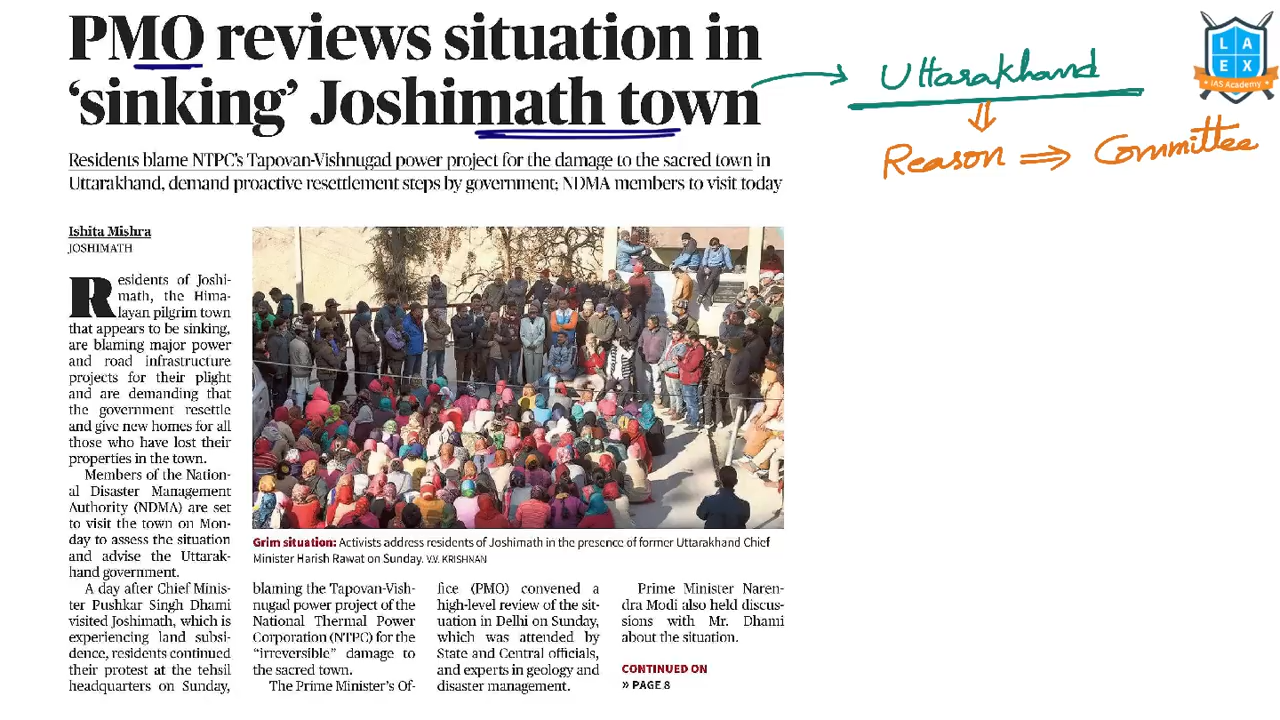 PMO reviews situation in
‘sinking’ Joshimath town
Uttarakhand
Reason ⇒ Committee
L A
E X
IAS Academy
Residents blame NTPC’s Tapovan-Vishnugad power project for the damage to the sacred town in
Uttarakhand, demand proactive resettlement steps by government; NDMA members to visit today
Ishita Mishra
JOSHIMATH
Residents of Joshi-
math, the Hima-
layan pilgrim town
that appears to be sinking,
are blaming major power
and road infrastructure
projects for their plight
and are demanding that
the government resettle
and give new homes for all
those who have lost their
properties in the town.
Members of the Nation-
al Disaster Management
Authority (NDMA) are set
to visit the town on Mon-
day to assess the situation
and advise the Uttarak-
hand government.
A day after Chief Minis-
ter Pushkar Singh Dhami
visited Joshimath, which is
experiencing land subsi-
dence, residents continued
their protest at the tehsil
headquarters on Sunday,
Grim situation: Activists address residents of Joshimath in the presence of former Uttarakhand Chief
Minister Harish Rawat on Sunday. V.V. KRISHNAN
blaming the Tapovan-Vish-
nugad power project of the
National Thermal Power
Corporation (NTPC) for the
“irreversible” damage to
the sacred town.
The Prime Minister’s Of-
fice (PMO) convened a
high-level review of the sit-
uation in Delhi on Sunday,
which was attended by
State and Central officials,
and experts in geology and
disaster management.
Prime Minister Naren-
dra Modi also held discus-
sions with Mr. Dhami
about the situation.
CONTINUED ON
» PAGE 8